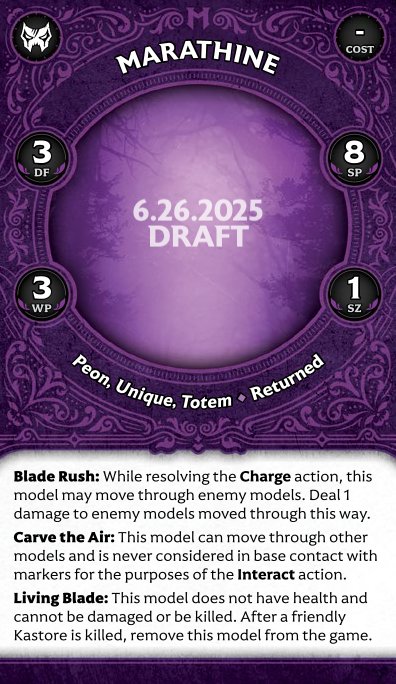 MARATHINE
-
COST
3
DF
8
SP
6.26.2025
DRAFT
3
WP
1
SZ
Peon, Unique, Totem ♦ Returned
Blade Rush: While resolving the Charge action, this
model may move through enemy models. Deal 1
damage to enemy models moved through this way.
Carve the Air: This model can move through other
models and is never considered in base contact with
markers for the purposes of the Interact action.
Living Blade: This model does not have health and
cannot be damaged or be killed. After a friendly
Kastore is killed, remove this model from the game.